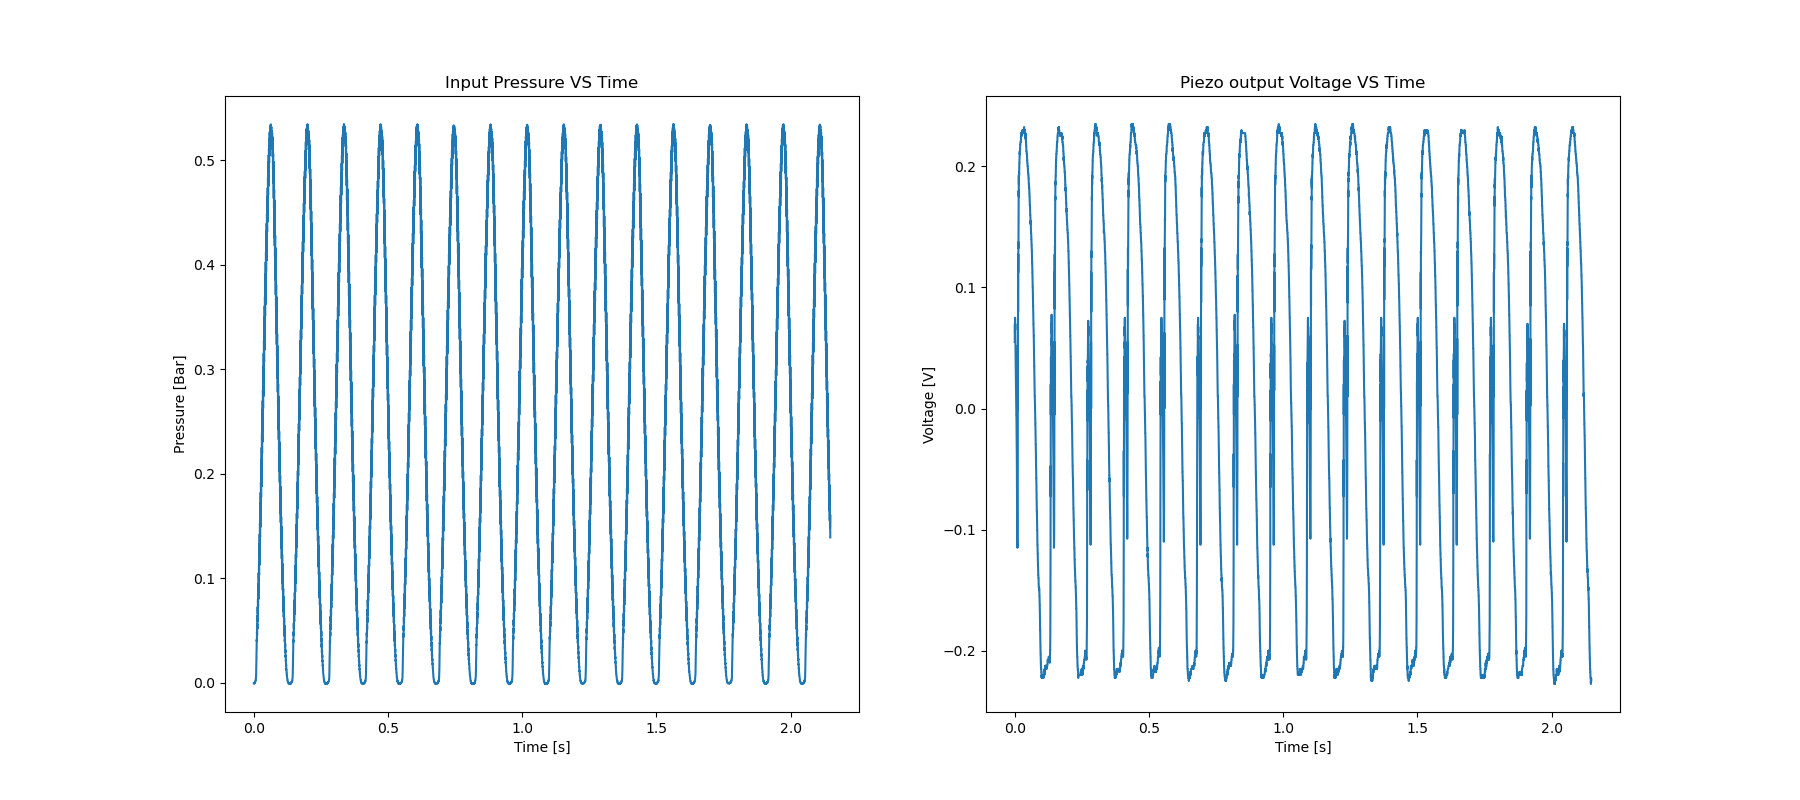 Input Pressure VS Time
Pressure [Bar]
0.5
0.4
0.3
0.2
0.1
0.0
0.0 0.5 1.0 1.5 2.0
Time [s]
Piezo output Voltage VS Time
Voltage [V]
0.2
0.1
0.0
−0.1
−0.2
0.0 0.5 1.0 1.5 2.0
Time [s]